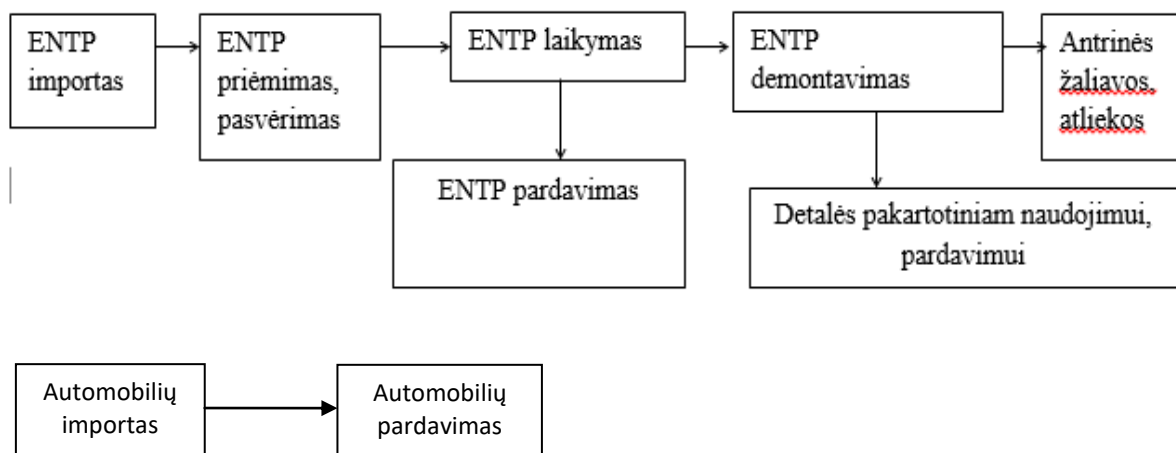 ENTP
importas
ENTP
priėmimas,
pasvėrimas
ENTP laikymas
ENTP
demontavimas
Antrinės
žaliavos,
atliekos
ENTP pardavimas
Detalės pakartotiniam naudojimui,
pardavimui
Automobilių
importas
Automobilių
pardavimas